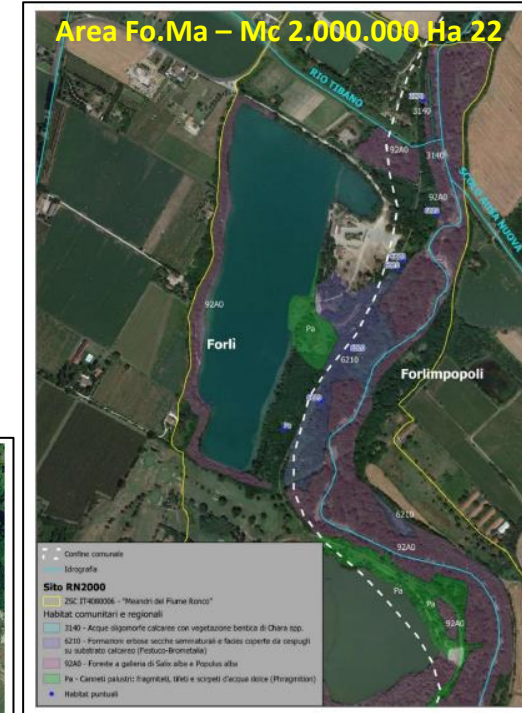 Area Fo.Ma – Mc 2.000.000 Ha 22
RIO TIBANO
3140
92A0
3140
92A0
92A0
Pa
Forlì
6210
Forlimpopoli
Pa
6210
92A0
Pa
Pa
92A0
Confine comunale
Idrografia
Sito RN2000
ZSC IT4080006 - "Meandri del Fiume Ronco"
Habitat comunitari e regionali
3140 - Acque oligomorfe calcaree con vegetazione bentica di Chara spp.
6210 - Formazioni erbose secche seminaturali e facies coperte da cespugli
su substrato calcareo (Festuco-Brometalia)
92A0 - Foreste a galleria di Salix alba e Populus alba
Pa - Canneti palustri: fragmiteti, tifeti e scirpeti d'acqua dolce (Phragmition)
Habitat puntuali